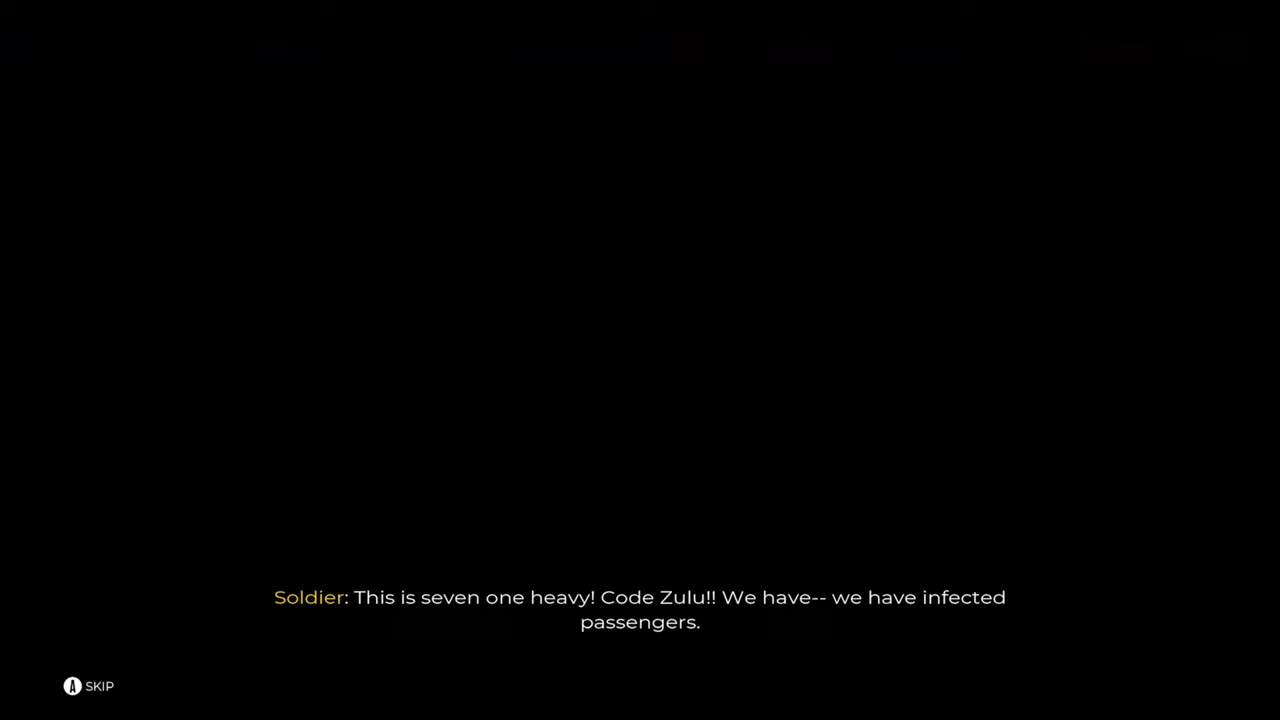 Soldier: This is seven one heavy! Code Zulu!! We have-- we have infected
passengers.
A SKIP